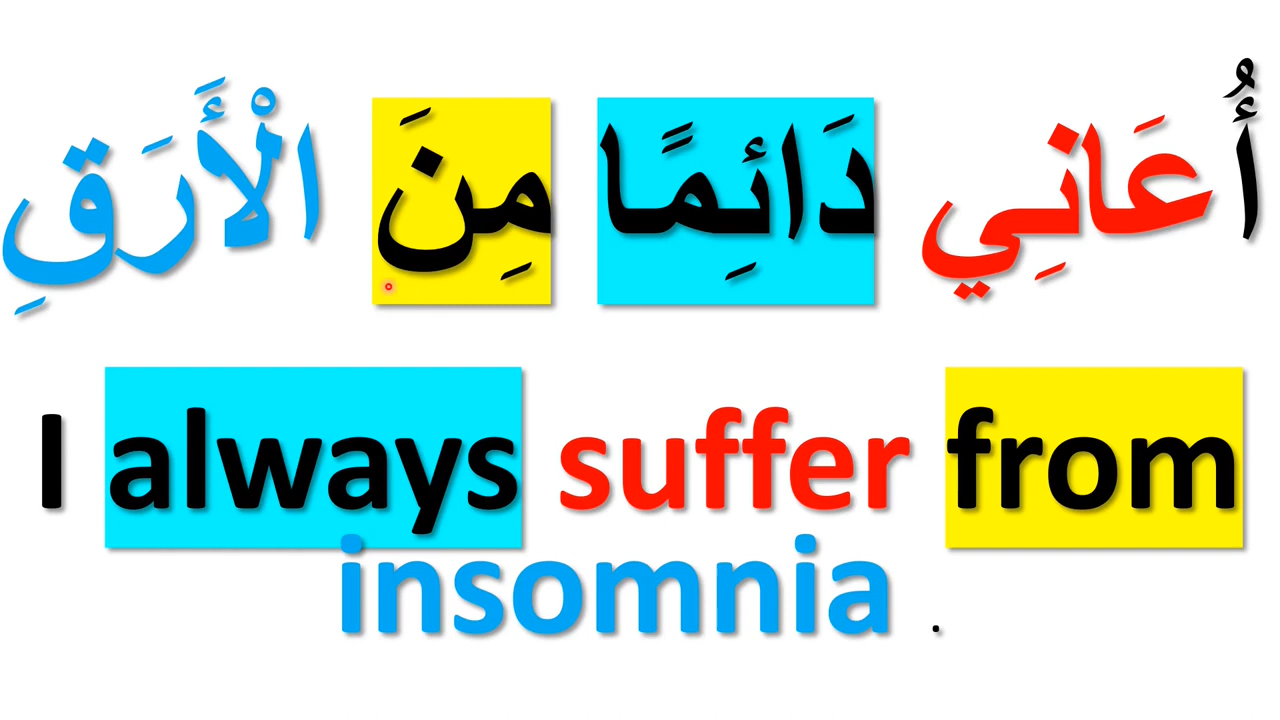 أُعَانِي دَائِمًا مِنَ الْأَرَقِ
I always suffer from
insomnia .